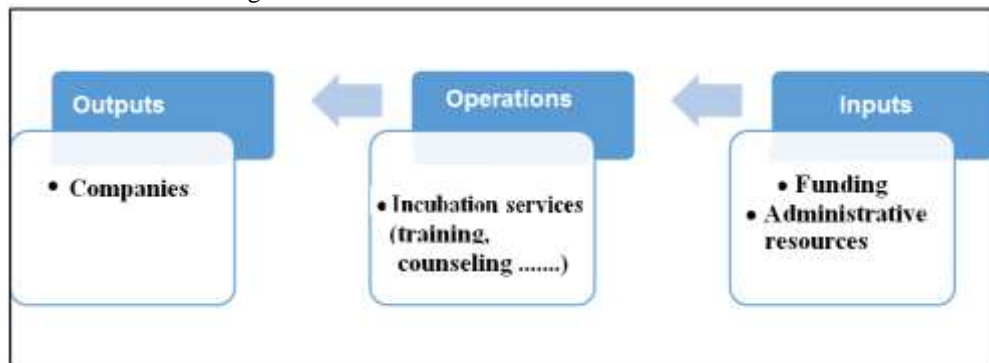 Outputs
• Companies
Operations
• Incubation services
(training,
counseling .......)
Inputs
• Funding
• Administrative
resources